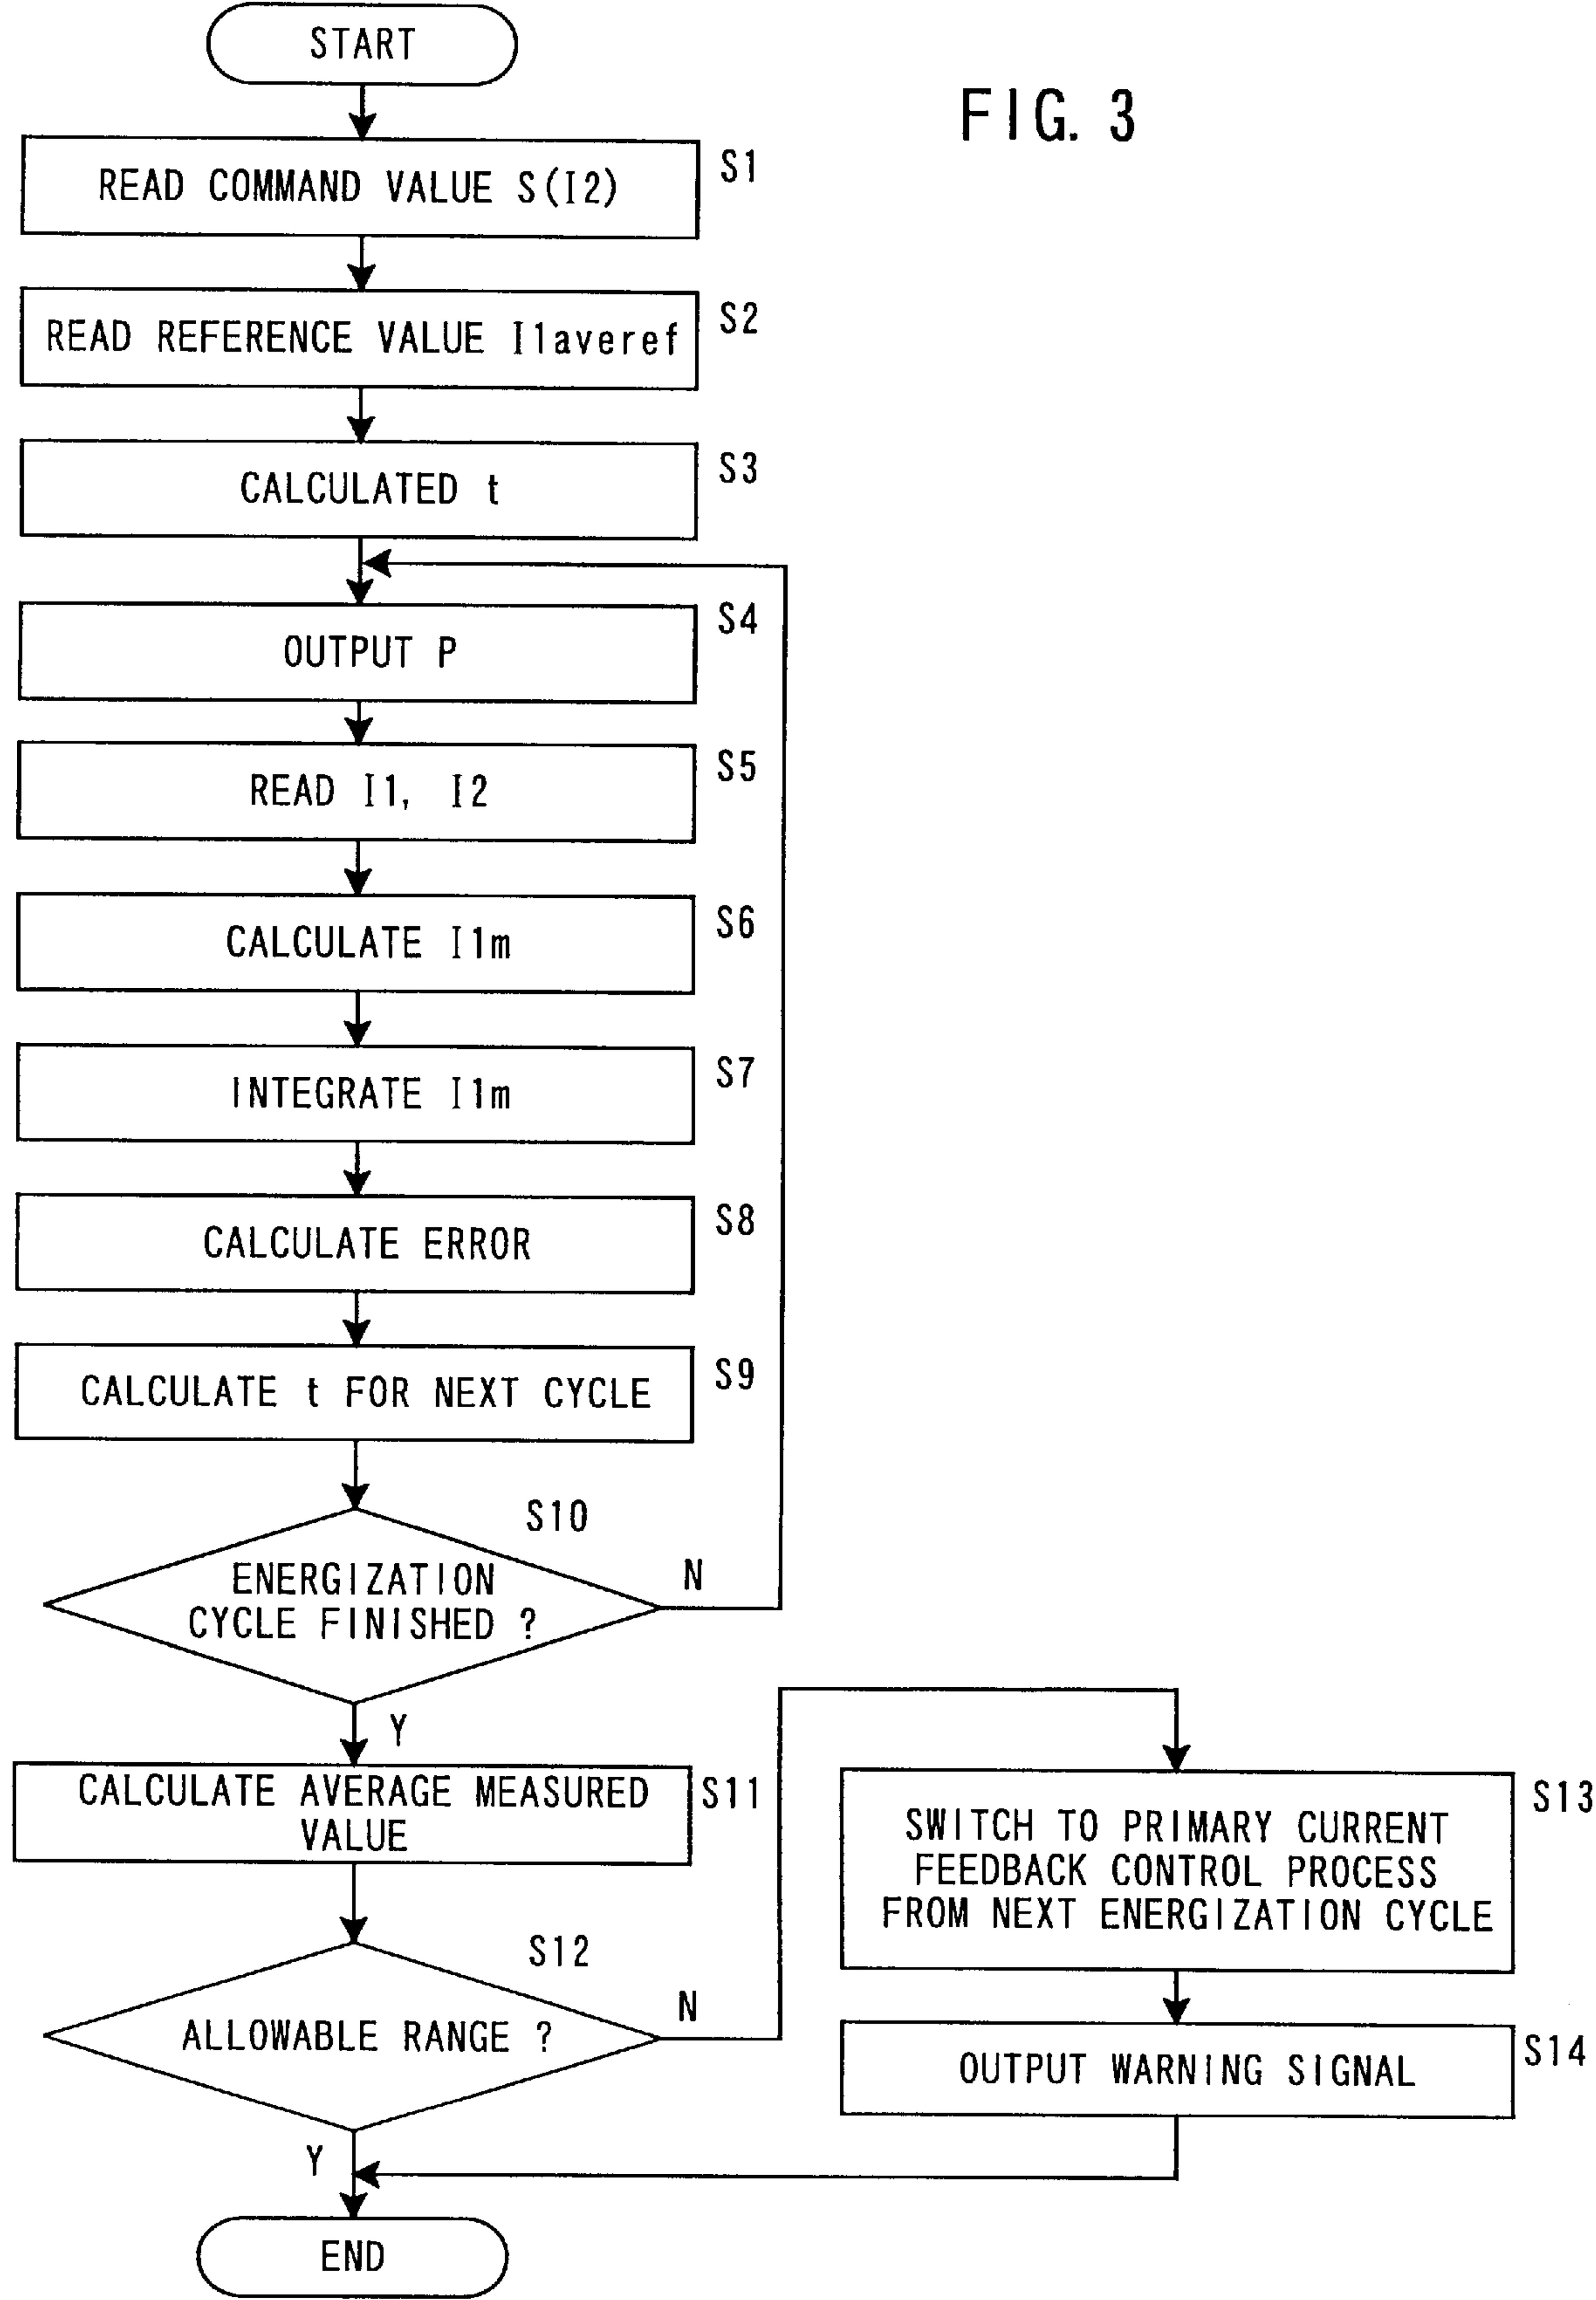 START
FIG. 3
READ COMMAND VALUE S(I2)
S1
READ REFERENCE VALUE I1averef
S2
CALCULATED t
S3
OUTPUT P
S4
READ I1, I2
S5
CALCULATE I1m
S6
INTEGRATE I1m
S7
CALCULATE ERROR
S8
CALCULATE t FOR NEXT CYCLE
S9
S10
ENERGIZATION
CYCLE FINISHED ?
N
Y
CALCULATE AVERAGE MEASURED
VALUE
S11
S12
ALLOWABLE RANGE ?
N
Y
SWITCH TO PRIMARY CURRENT
FEEDBACK CONTROL PROCESS
FROM NEXT ENERGIZATION CYCLE
S13
OUTPUT WARNING SIGNAL
S14
END